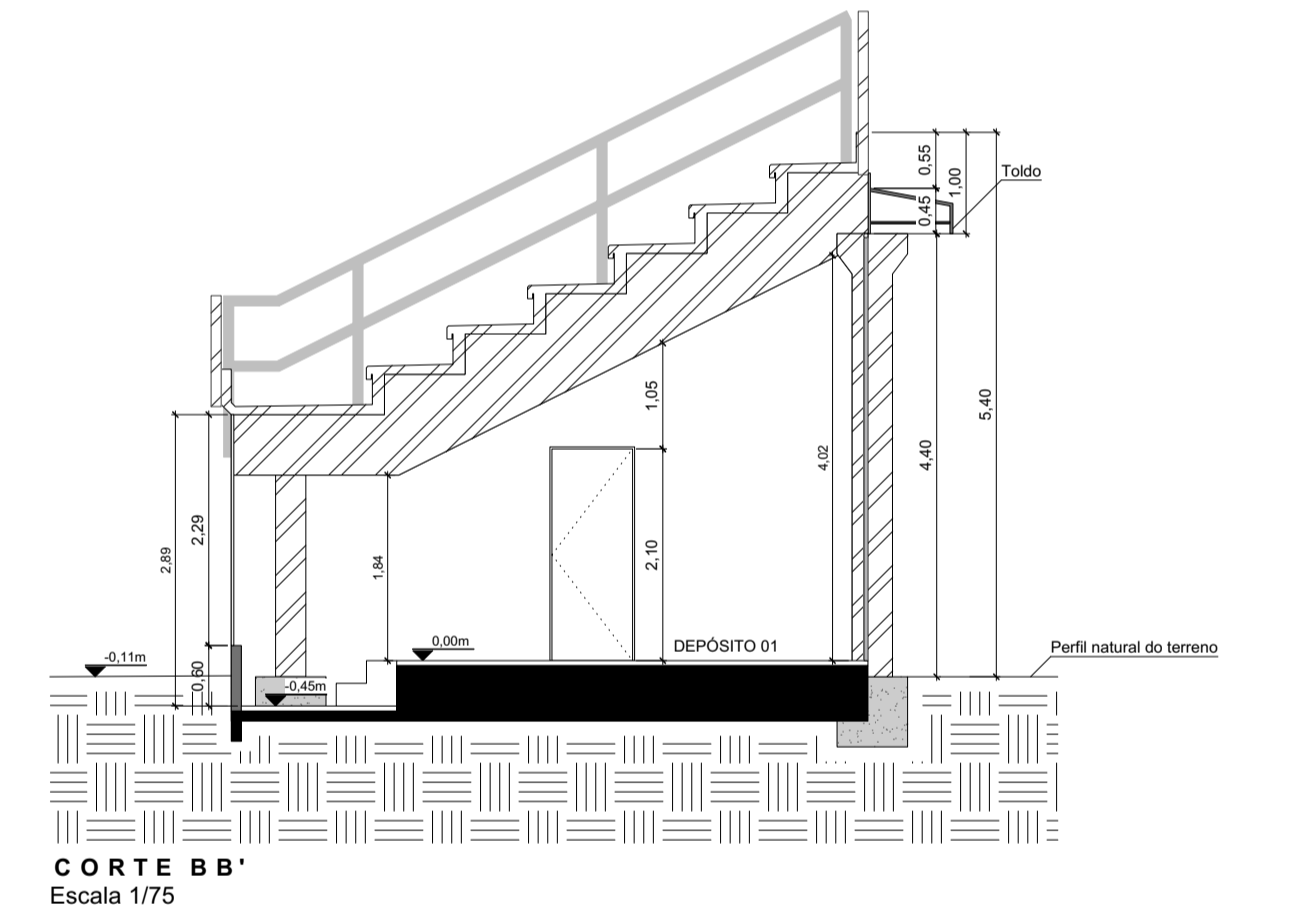 0,55
1,00
Toldo
0,45
1,05
5,40
4,02
4,40
2,29
2,89
1,84
2,10
0,00m
DEPÓSITO 01
Perfil natural do terreno
-0,11m
0,60
-0,45m
CORTE BB'
Escala 1/75